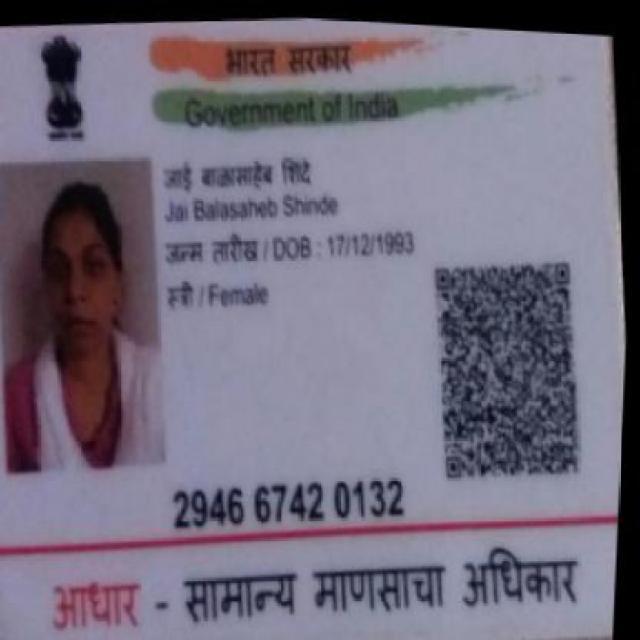 भारत सरकार
Government of India
जाई बाळासाहेब शिंदे
Jai Balasaheb Shinde
जन्म तारीख / DOB : 17/12/1993
स्त्री / Female
2946 6742 0132
आधार - सामान्य माणसाचा अधिकार